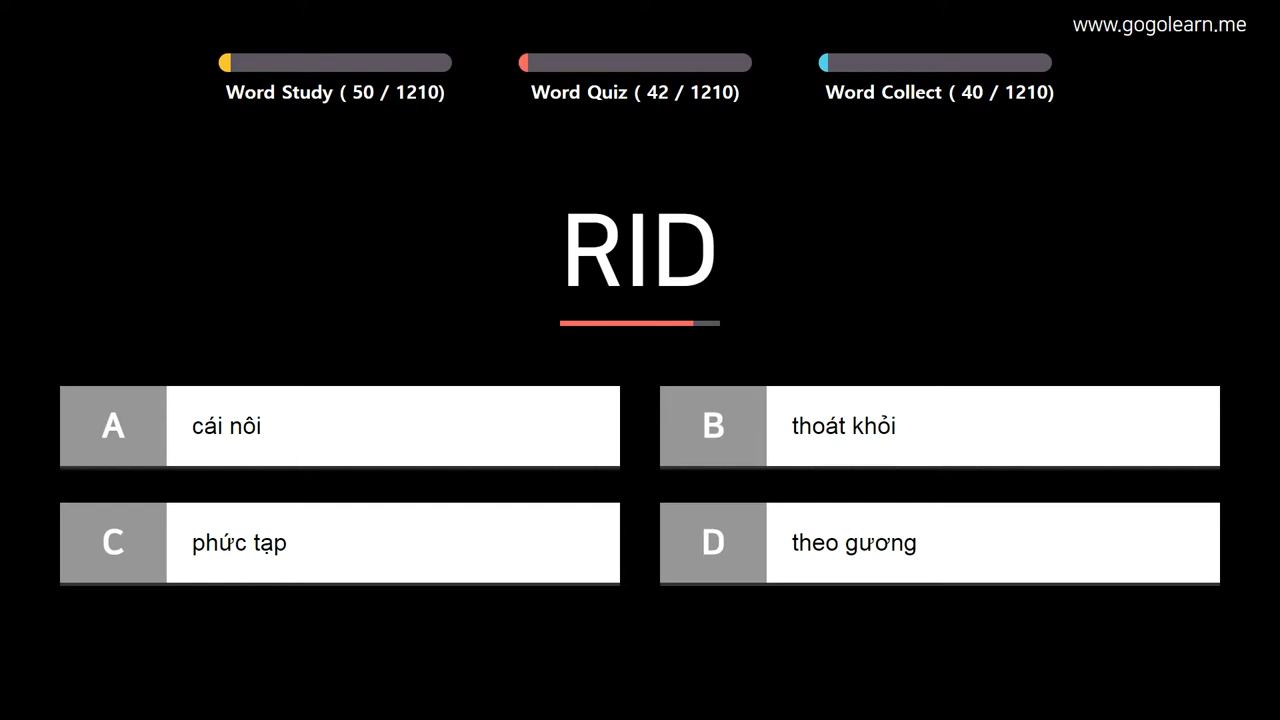 www.gogolearn.me
Word Study ( 50 / 1210)
Word Quiz ( 42 / 1210)
Word Collect ( 40 / 1210)
RID
A cái nôi
B thoát khỏi
C phức tạp
D theo gương